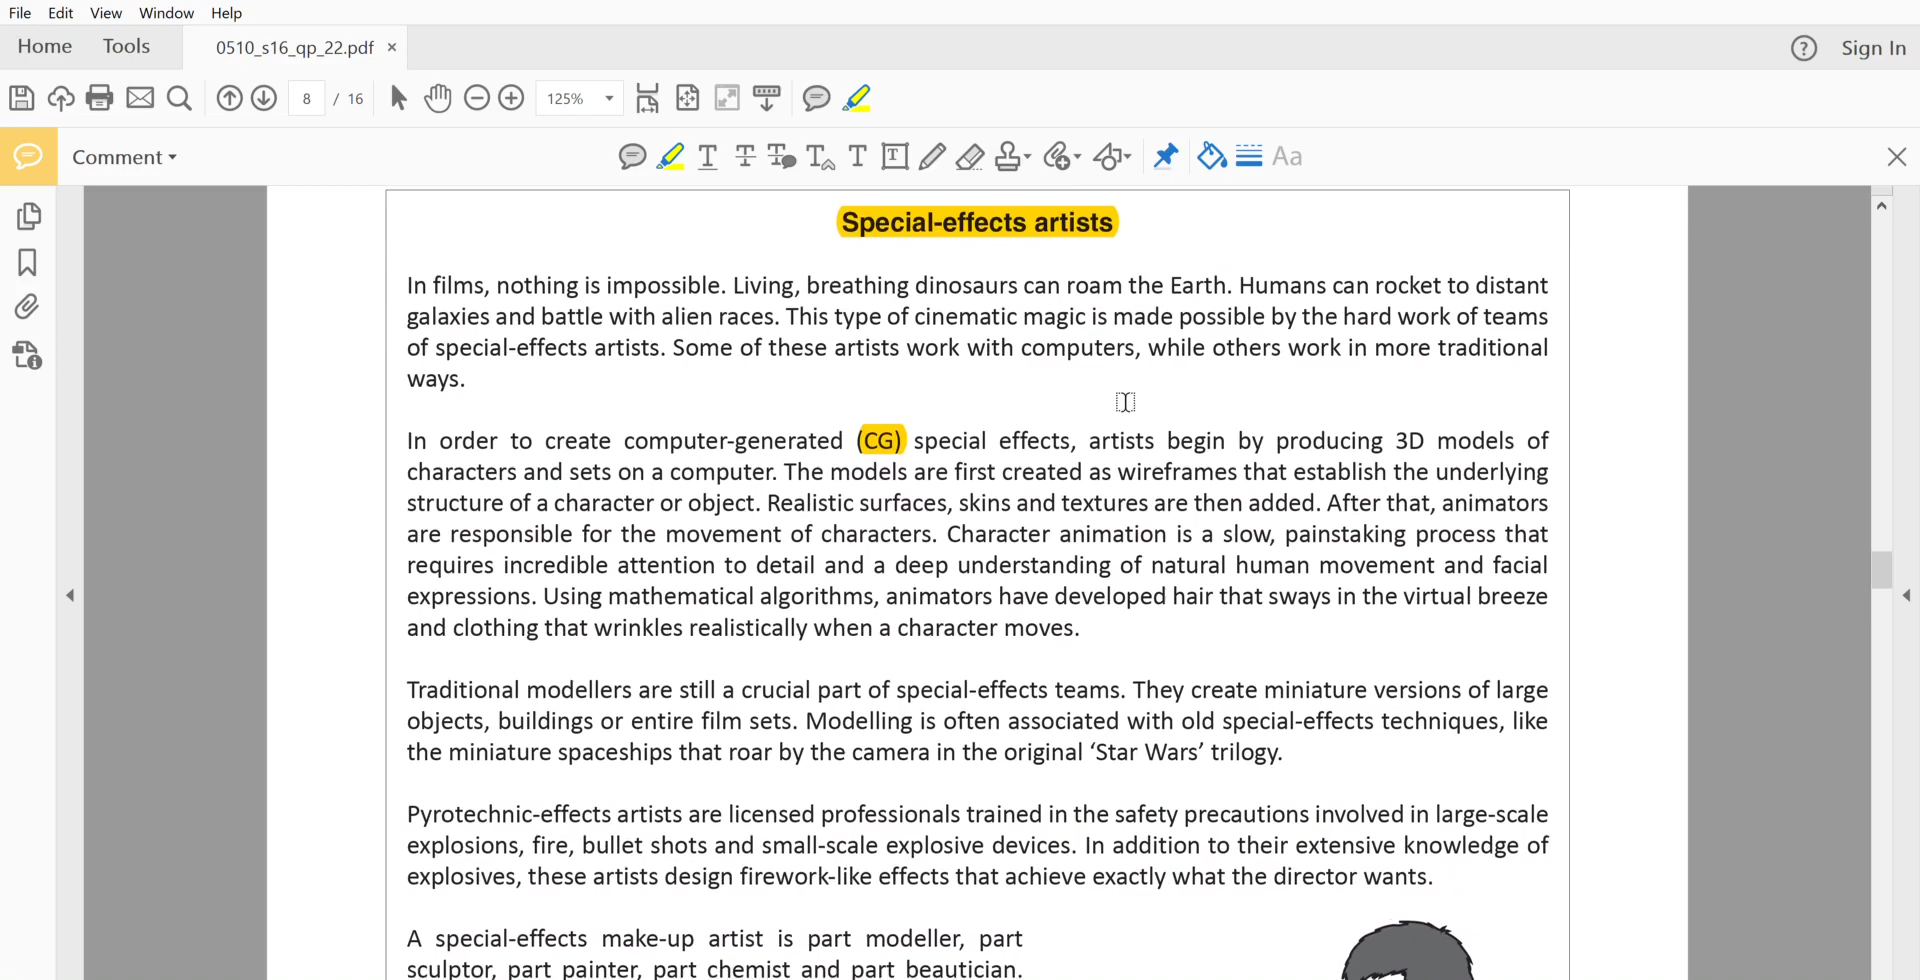 File Edit View Window Help
Home Tools 0510_s16_qp_22.pdf × ? Sign In
8 / 16 125%
Comment Aa
Special-effects artists
In films, nothing is impossible. Living, breathing dinosaurs can roam the Earth. Humans can rocket to distant
galaxies and battle with alien races. This type of cinematic magic is made possible by the hard work of teams
of special-effects artists. Some of these artists work with computers, while others work in more traditional
ways.
In order to create computer-generated (CG) special effects, artists begin by producing 3D models of
characters and sets on a computer. The models are first created as wireframes that establish the underlying
structure of a character or object. Realistic surfaces, skins and textures are then added. After that, animators
are responsible for the movement of characters. Character animation is a slow, painstaking process that
requires incredible attention to detail and a deep understanding of natural human movement and facial
expressions. Using mathematical algorithms, animators have developed hair that sways in the virtual breeze
and clothing that wrinkles realistically when a character moves.
Traditional modellers are still a crucial part of special-effects teams. They create miniature versions of large
objects, buildings or entire film sets. Modelling is often associated with old special-effects techniques, like
the miniature spaceships that roar by the camera in the original ‘Star Wars’ trilogy.
Pyrotechnic-effects artists are licensed professionals trained in the safety precautions involved in large-scale
explosions, fire, bullet shots and small-scale explosive devices. In addition to their extensive knowledge of
explosives, these artists design firework-like effects that achieve exactly what the director wants.
A special-effects make-up artist is part modeller, part
sculptor, part painter, part chemist and part beautician.